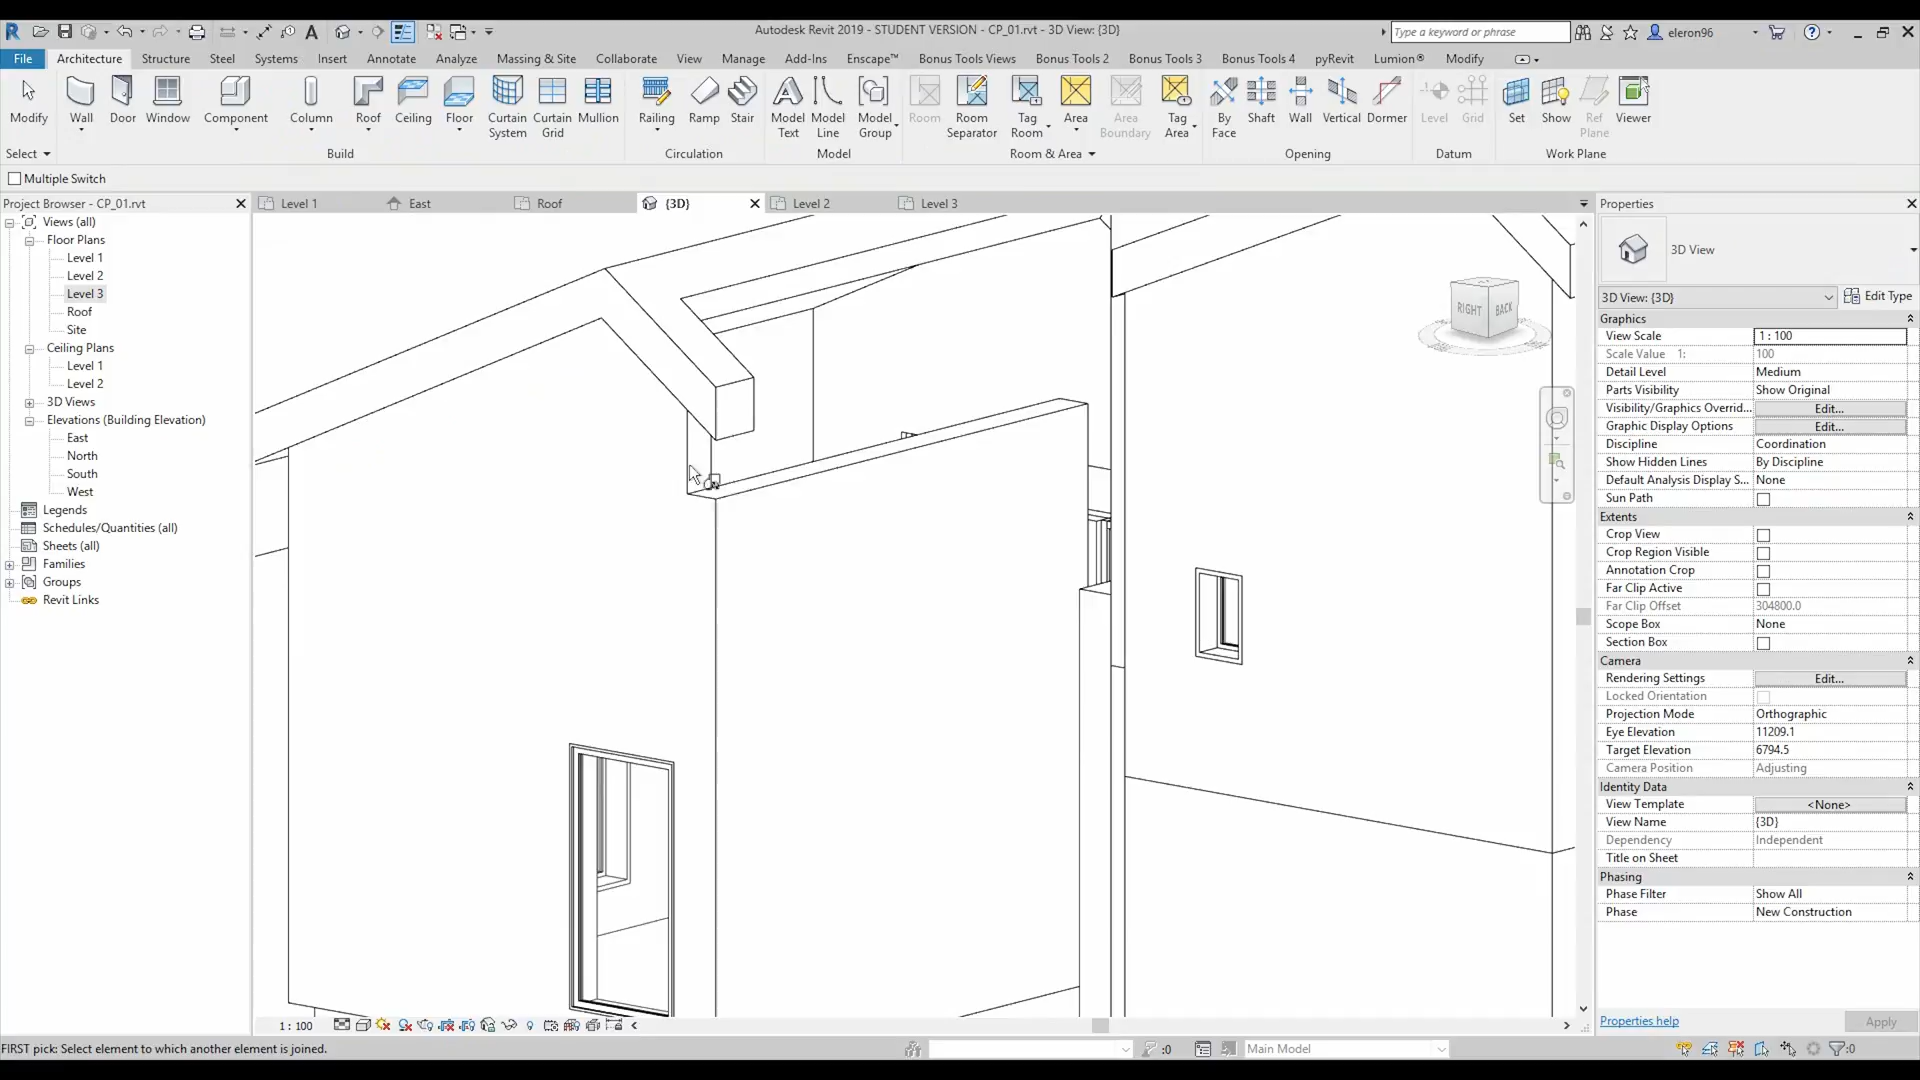 Autodesk Revit 2019 - STUDENT VERSION - CP_01.rvt - 3D View: {3D}
Type a keyword or phrase
eleron96
File Architecture Structure Steel Systems Insert Annotate Analyze Massing & Site Collaborate View Manage Add-Ins Enscape™ Bonus Tools Views Bonus Tools 2 Bonus Tools 3 Bonus Tools 4 pyRevit Lumion® Modify
Modify Wall Door Window Component Column Roof Ceiling Floor Curtain System Curtain Grid Mullion Railing Ramp Stair Model Text Model Line Model Group Room Room Separator Tag Room Area Area Boundary Tag Area By Face Shaft Wall Vertical Dormer Level Grid Set Show Ref Plane Viewer
Select Build Circulation Model Room & Area Opening Datum Work Plane
Multiple Switch
Project Browser - CP_01.rvt
Views (all)
Floor Plans
Level 1
Level 2
Level 3
Roof
Site
Ceiling Plans
Level 1
Level 2
3D Views
Elevations (Building Elevation)
East
North
South
West
Legends
Schedules/Quantities (all)
Sheets (all)
Families
Groups
Revit Links
Level 1 East Roof {3D} Level 2 Level 3
RIGHT BACK
Properties
3D View
3D View: {3D} Edit Type
Graphics
View Scale 1 : 100
Scale Value 1: 100
Detail Level Medium
Parts Visibility Show Original
Visibility/Graphics Overrid... Edit...
Graphic Display Options Edit...
Discipline Coordination
Show Hidden Lines By Discipline
Default Analysis Display S... None
Sun Path
Extents
Crop View
Crop Region Visible
Annotation Crop
Far Clip Active
Far Clip Offset 304800.0
Scope Box None
Section Box
Camera
Rendering Settings Edit...
Locked Orientation
Projection Mode Orthographic
Eye Elevation 11209.1
Target Elevation 6794.5
Camera Position Adjusting
Identity Data
View Template <None>
View Name {3D}
Dependency Independent
Title on Sheet
Phasing
Phase Filter Show All
Phase New Construction
Properties help Apply
1 : 100
FIRST pick: Select element to which another element is joined.
:0 Main Model :0